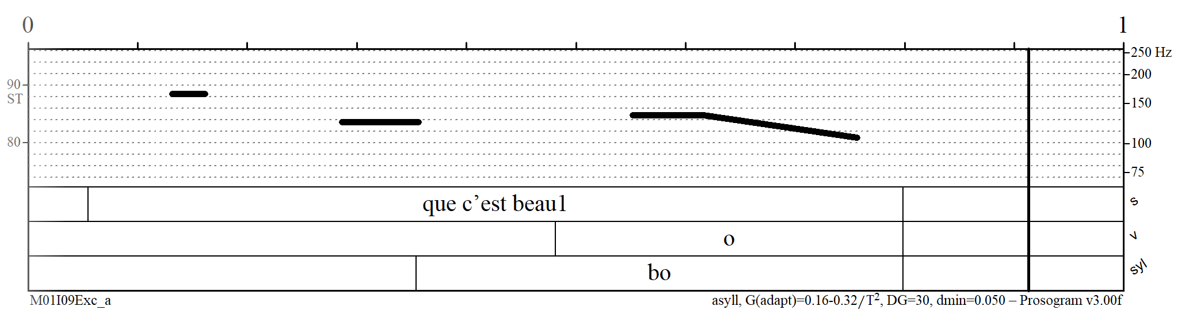 0 1
250 Hz
90
200
ST
150
80
100
75
que c’est beau1 s
o v
bo syl
M01I09Exc_a asyll, G(adapt)=0.16-0.32/T², DG=30, dmin=0.050 – Prosogram v3.00f